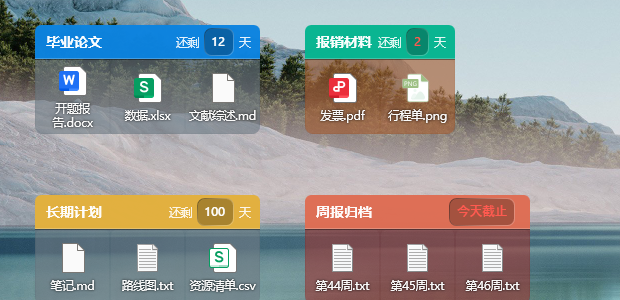 毕业论文 还剩 12 天
W S
开题报告.docx 数据.xlsx 文献综述.md
报销材料 还剩 2 天
PNG
发票.pdf 行程单.png
长期计划 还剩 100 天
S
笔记.md 路线图.txt 资源清单.csv
周报归档 今天截止
第44周.txt 第45周.txt 第46周.txt